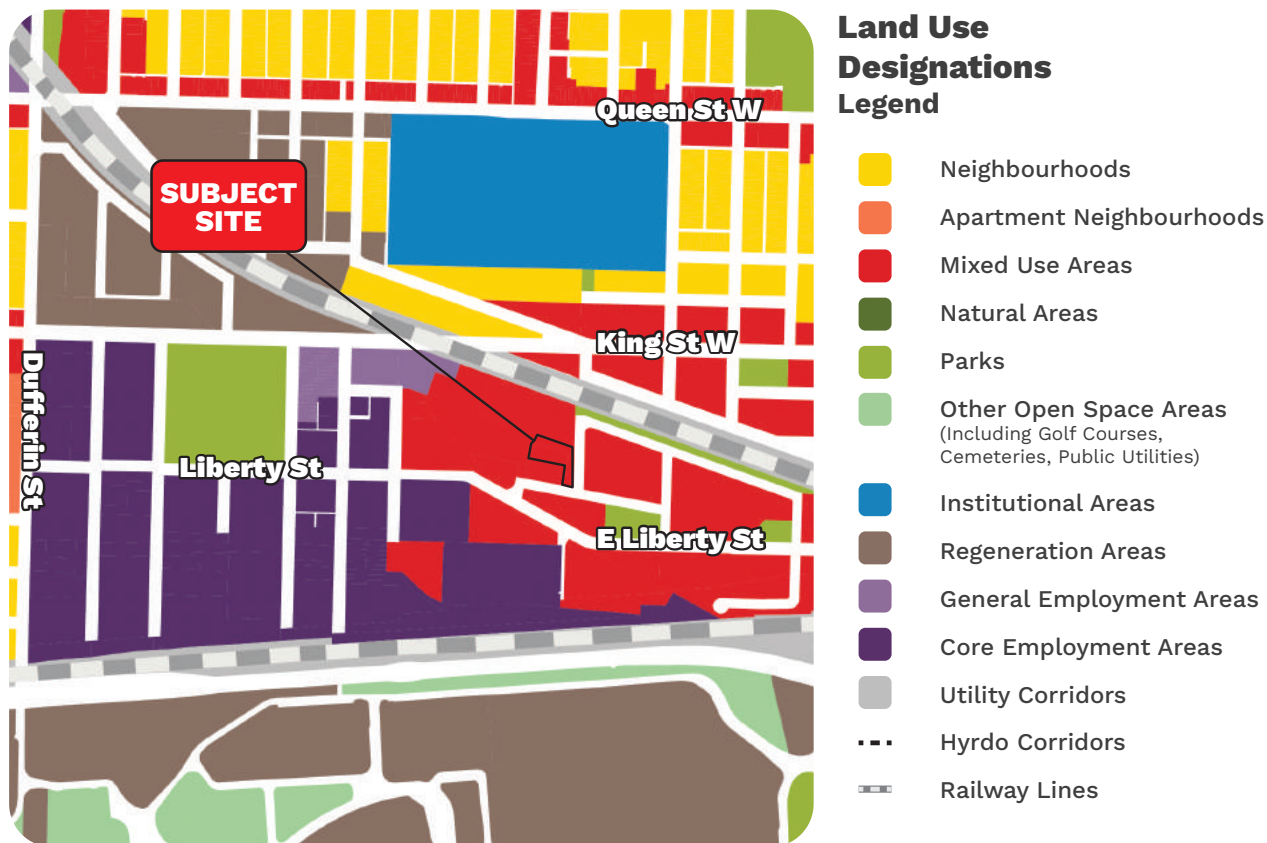 Land Use
Designations
Legend
Queen St W
SUBJECT
SITE
King St W
Dufferin St
Liberty St
E Liberty St
Neighbourhoods
Apartment Neighbourhoods
Mixed Use Areas
Natural Areas
Parks
Other Open Space Areas
(Including Golf Courses,
Cemeteries, Public Utilities)
Institutional Areas
Regeneration Areas
General Employment Areas
Core Employment Areas
Utility Corridors
Hyrdo Corridors
Railway Lines